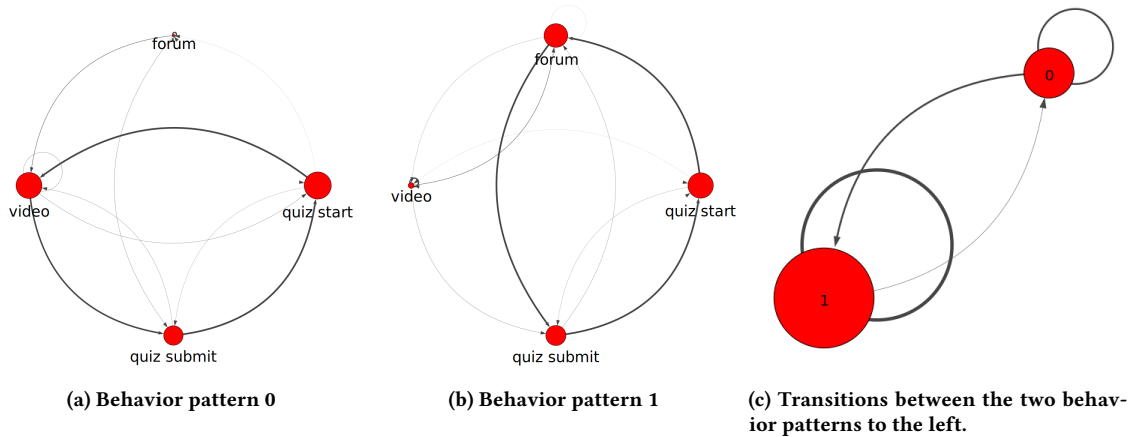 forum
video
quiz start
quiz submit
(a) Behavior pattern 0
forum
video
quiz start
quiz submit
(b) Behavior pattern 1
0
1
(c) Transitions between the two behav-
ior patterns to the left.